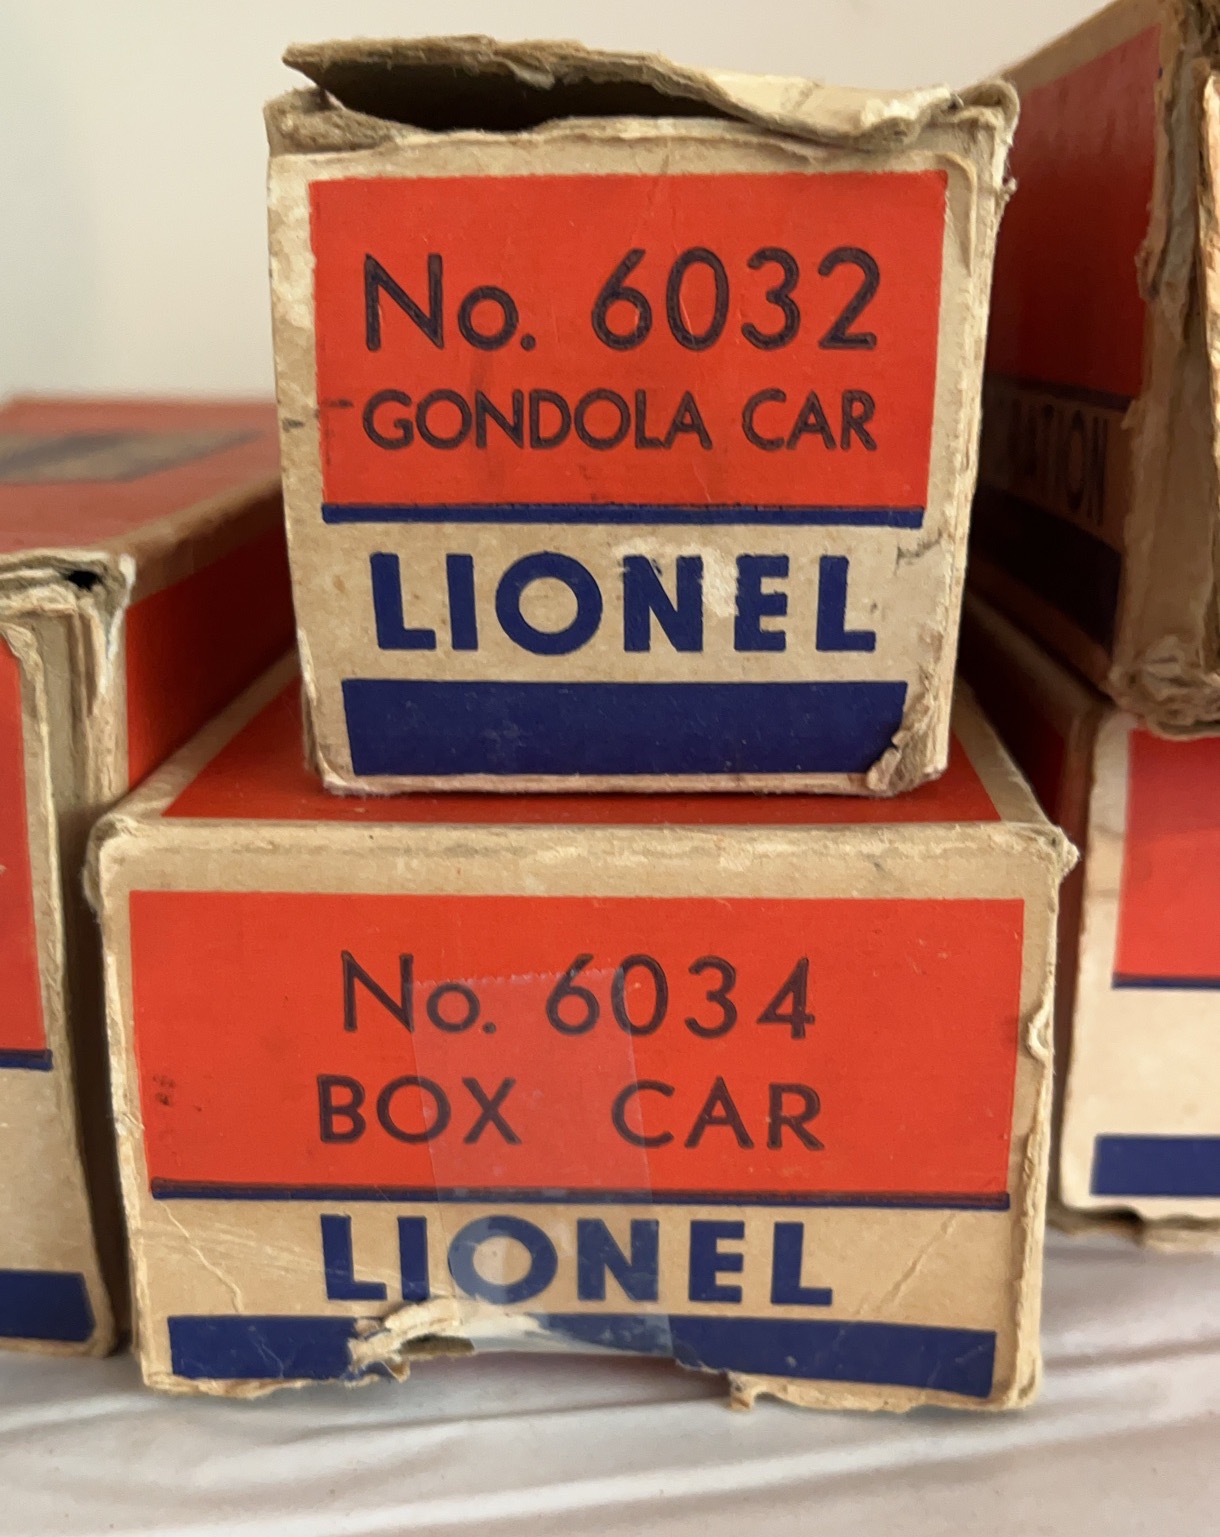 No. 6032
GONDOLA CAR
LIONEL
No. 6034
BOX CAR
LIONEL